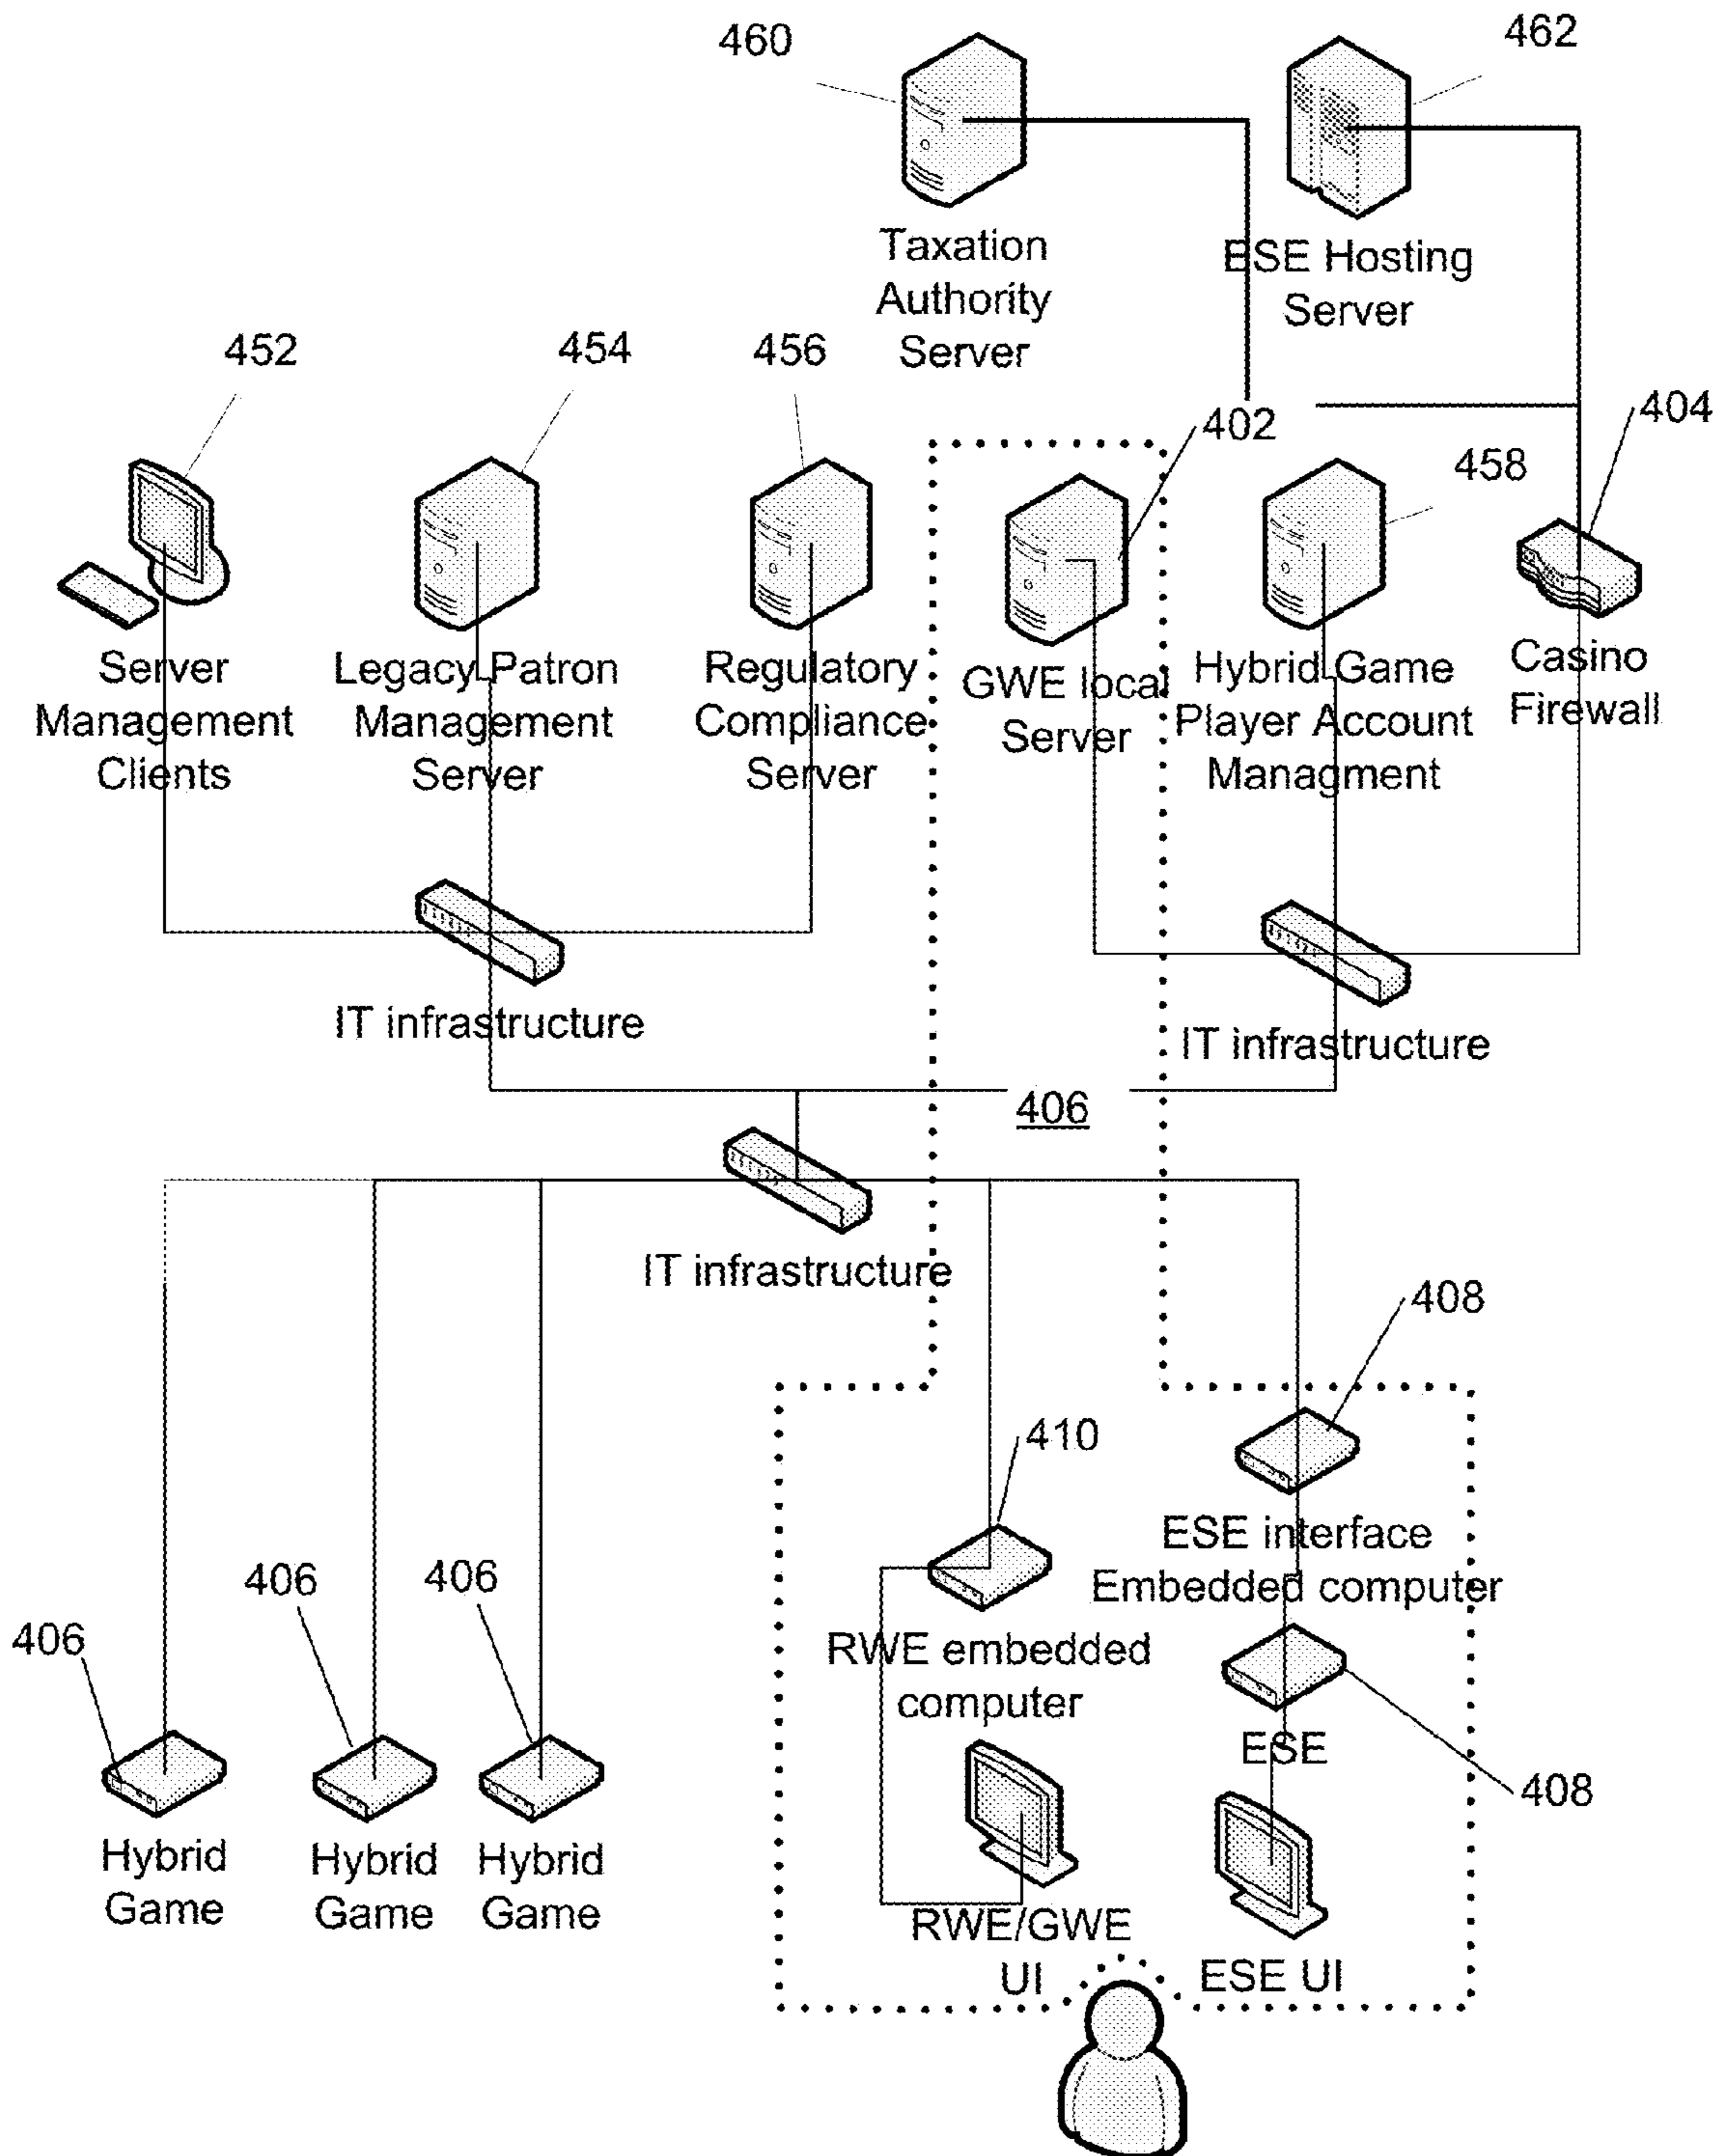 460
462
Taxation
Authority
Server
ESE Hosting
Server
452
454
456
402
404
458
Server
Management
Clients
Legacy Patron
Management
Server
Regulatory
Compliance
Server
GWE local
Server
Hybrid Game
Player Account
Managment
Casino
Firewall
IT infrastructure
IT infrastructure
406
IT infrastructure
408
410
ESE interface
Embedded computer
406
406
406
RWE embedded
computer
ESE
408
Hybrid
Game
Hybrid
Game
Hybrid
Game
RWE/GWE
UI
ESE UI